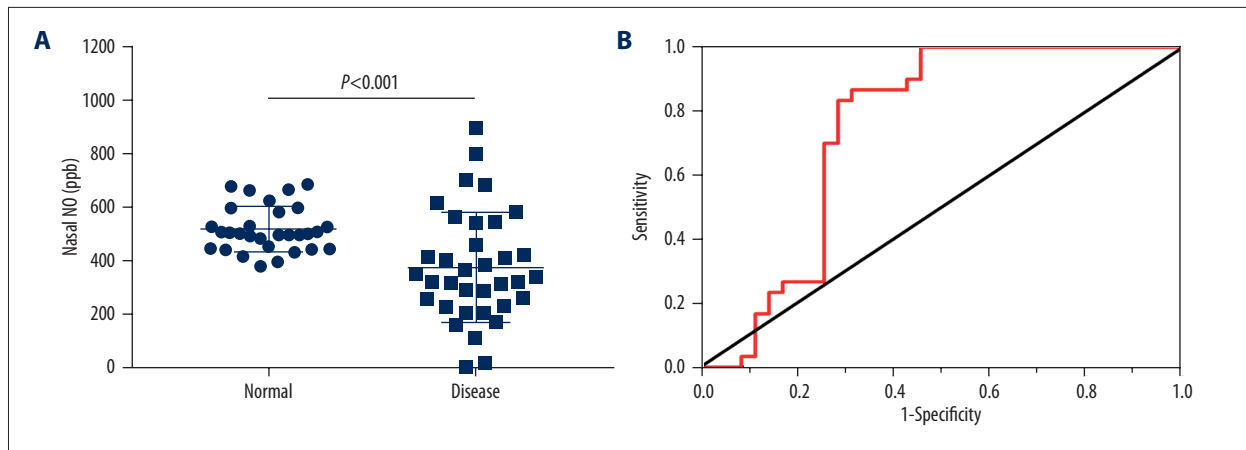 A
1200
1000
800
600
400
200
0
Nasal NO (ppb)
P<0.001
Normal
Disease
B
1.0
0.8
0.6
0.4
0.2
0.0
Sensitivity
0.0 0.2 0.4 0.6 0.8 1.0
1-Specificity